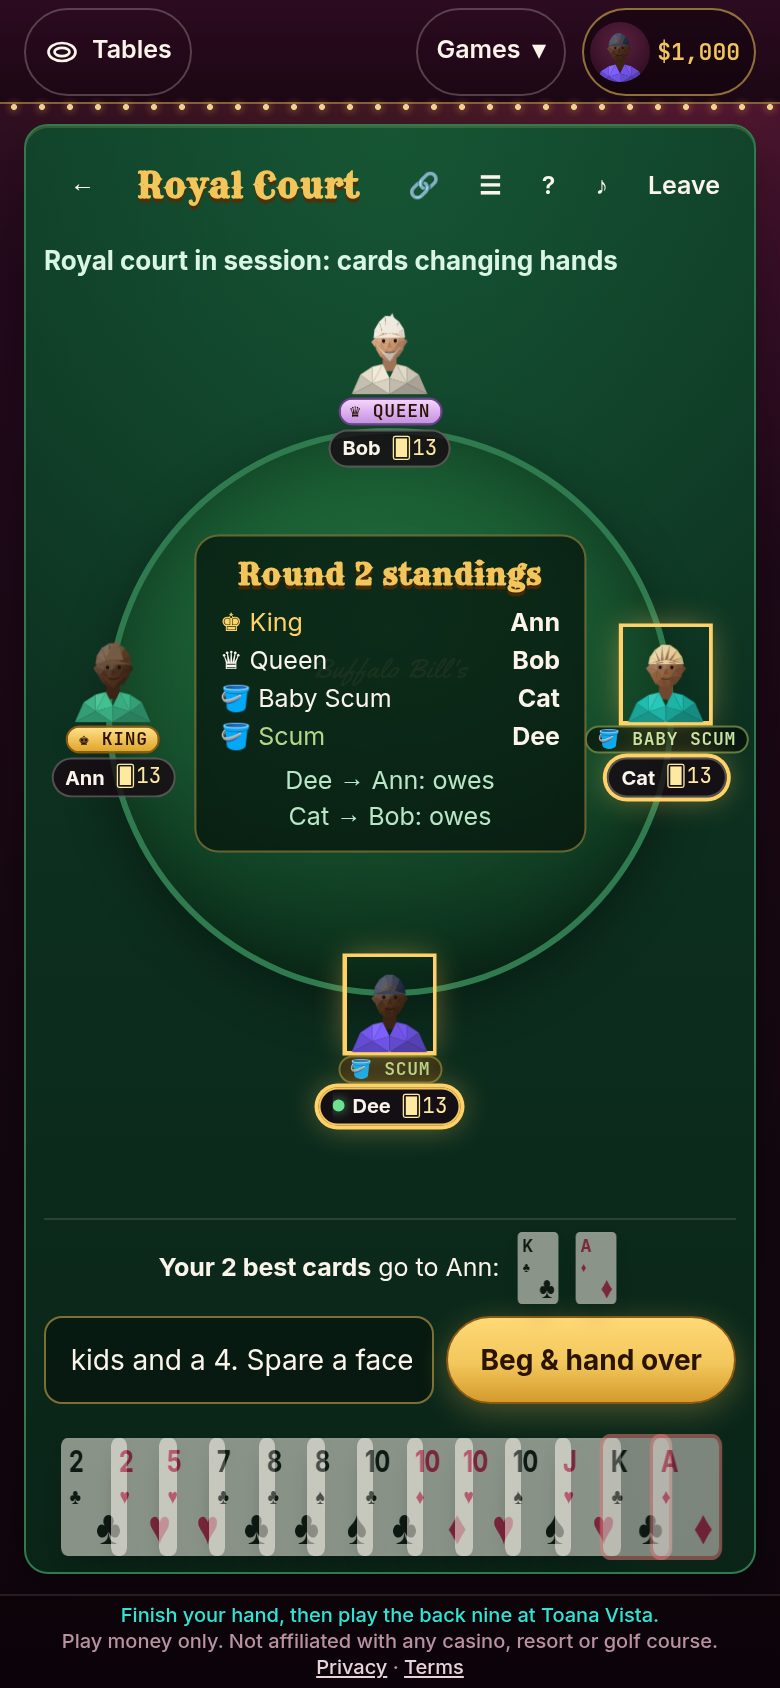 Tables
Games ▼
$1,000
← Royal Court ☰ ? ♪ Leave
Royal court in session: cards changing hands
♛ QUEEN
Bob 13
Round 2 standings
♚ King Ann
♛ Queen Bob
Buffalo Bill's
Baby Scum Cat
Scum Dee
Dee → Ann: owes
Cat → Bob: owes
♚ KING
Ann 13
BABY SCUM
Cat 13
SCUM
Dee 13
Your 2 best cards go to Ann: K♣ A♦
kids and a 4. Spare a face
Beg & hand over
2♣ 2♥ 5♥ 7♣ 8♣ 8♠ 10♣ 10♦ 10♥ 10♠ J♥ K♣ A♦
Finish your hand, then play the back nine at Toana Vista.
Play money only. Not affiliated with any casino, resort or golf course.
Privacy · Terms